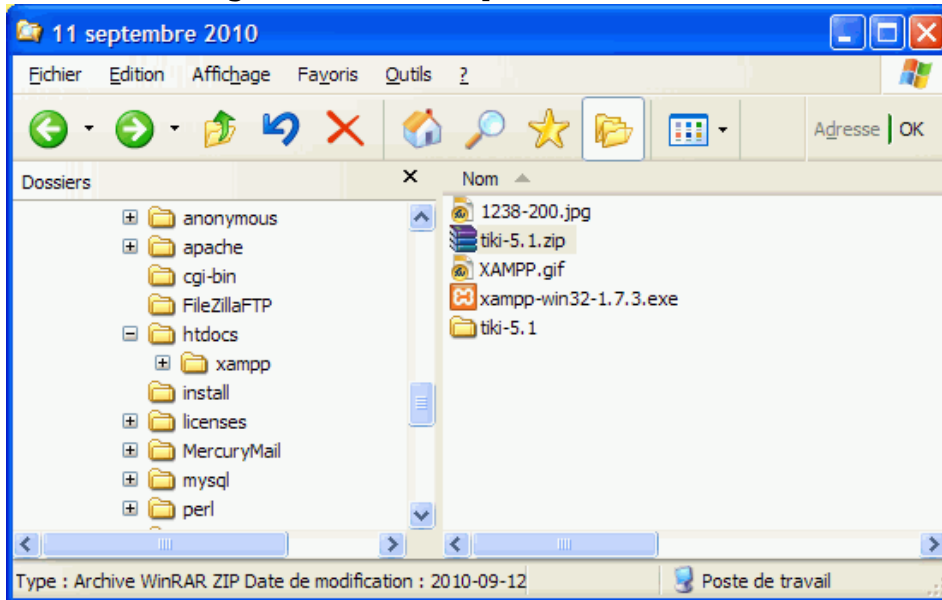 11 septembre 2010
Fichier Edition Affichage Favoris Outils ?
Adresse OK
Dossiers
anonymous
apache
cgi-bin
FileZillaFTP
htdocs
xampp
install
licenses
MercuryMail
mysql
perl
Nom
1238-200.jpg
tiki-5.1.zip
XAMPP.gif
xampp-win32-1.7.3.exe
tiki-5.1
Type : Archive WinRAR ZIP Date de modification : 2010-09-12
Poste de travail